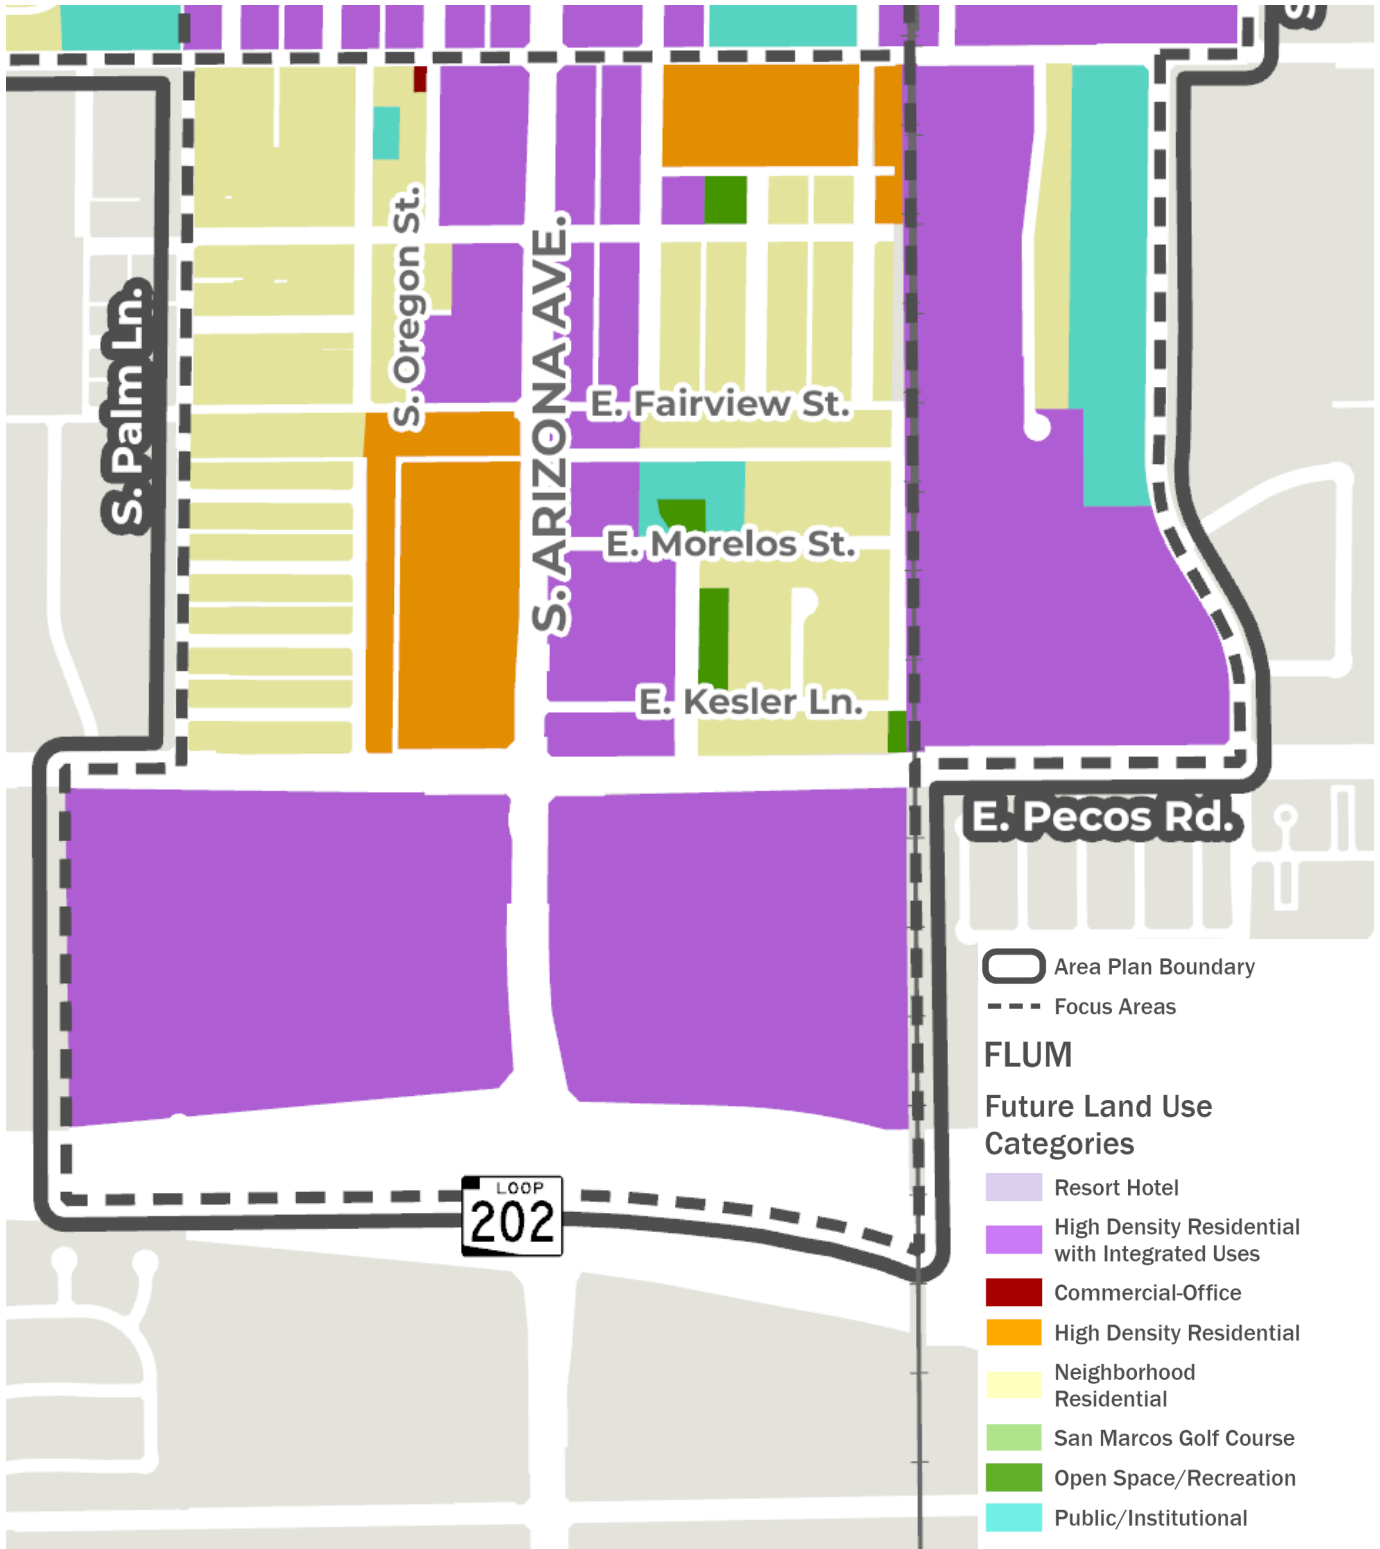 S. Oregon St.
S. ARIZONA AVE.
S. Palm Ln.
E. Fairview St.
E. Morelos St.
E. Kesler Ln.
E. Pecos Rd.
LOOP
202
Area Plan Boundary
Focus Areas
FLUM
Future Land Use
Categories
Resort Hotel
High Density Residential
with Integrated Uses
Commercial-Office
High Density Residential
Neighborhood
Residential
San Marcos Golf Course
Open Space/Recreation
Public/Institutional